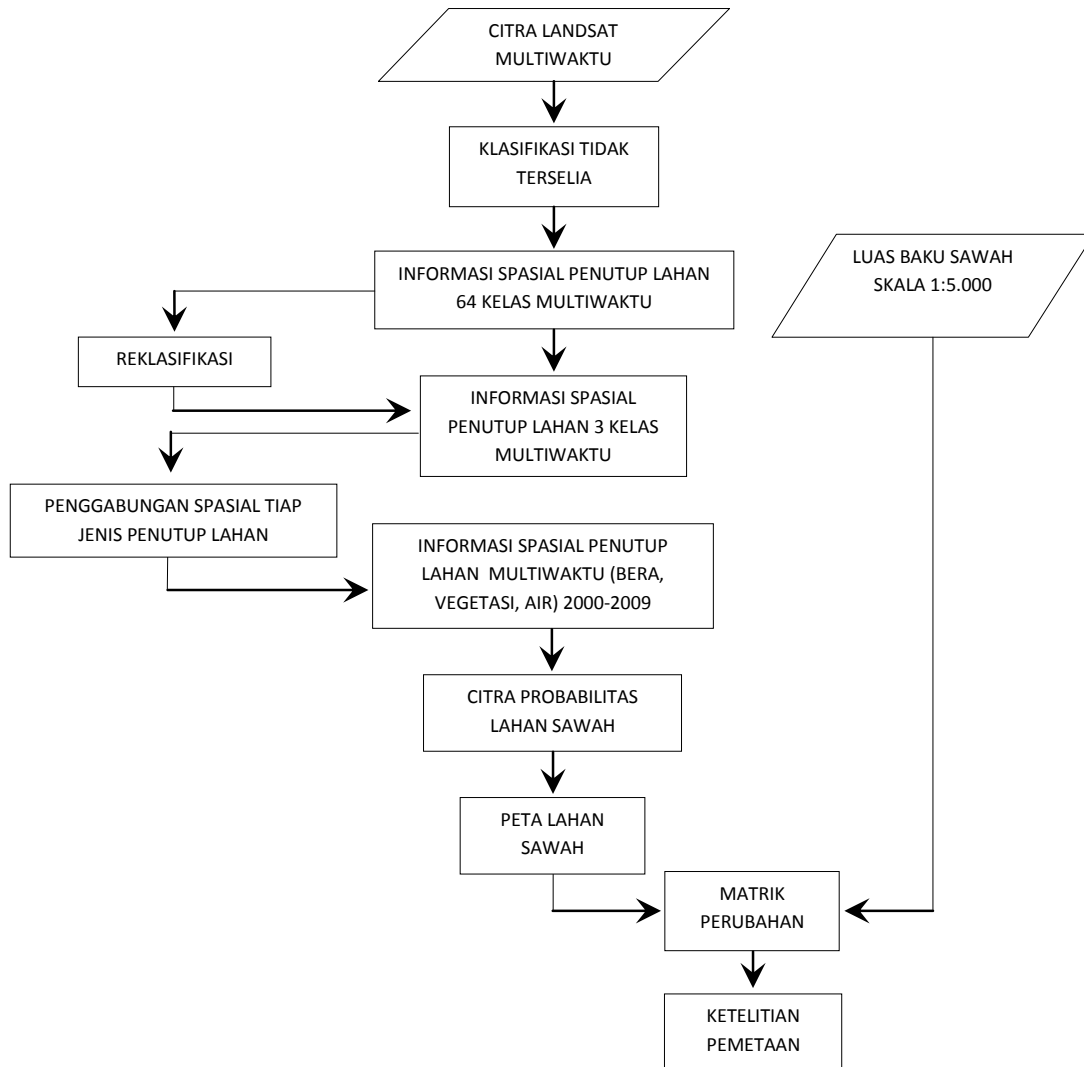 CITRA LANDSAT
MULTIWAKTU
KLASIFIKASI TIDAK
TERSELIA
INFORMASI SPASIAL PENUTUP LAHAN
64 KELAS MULTIWAKTU
LUAS BAKU SAWAH
SKALA 1:5.000
REKLASIFIKASI
INFORMASI SPASIAL
PENUTUP LAHAN 3 KELAS
MULTIWAKTU
PENGGABUNGAN SPASIAL TIAP
JENIS PENUTUP LAHAN
INFORMASI SPASIAL PENUTUP
LAHAN MULTIWAKTU (BERA,
VEGETASI, AIR) 2000-2009
CITRA PROBABILITAS
LAHAN SAWAH
PETA LAHAN
SAWAH
MATRIK
PERUBAHAN
KETELITIAN
PEMETAAN